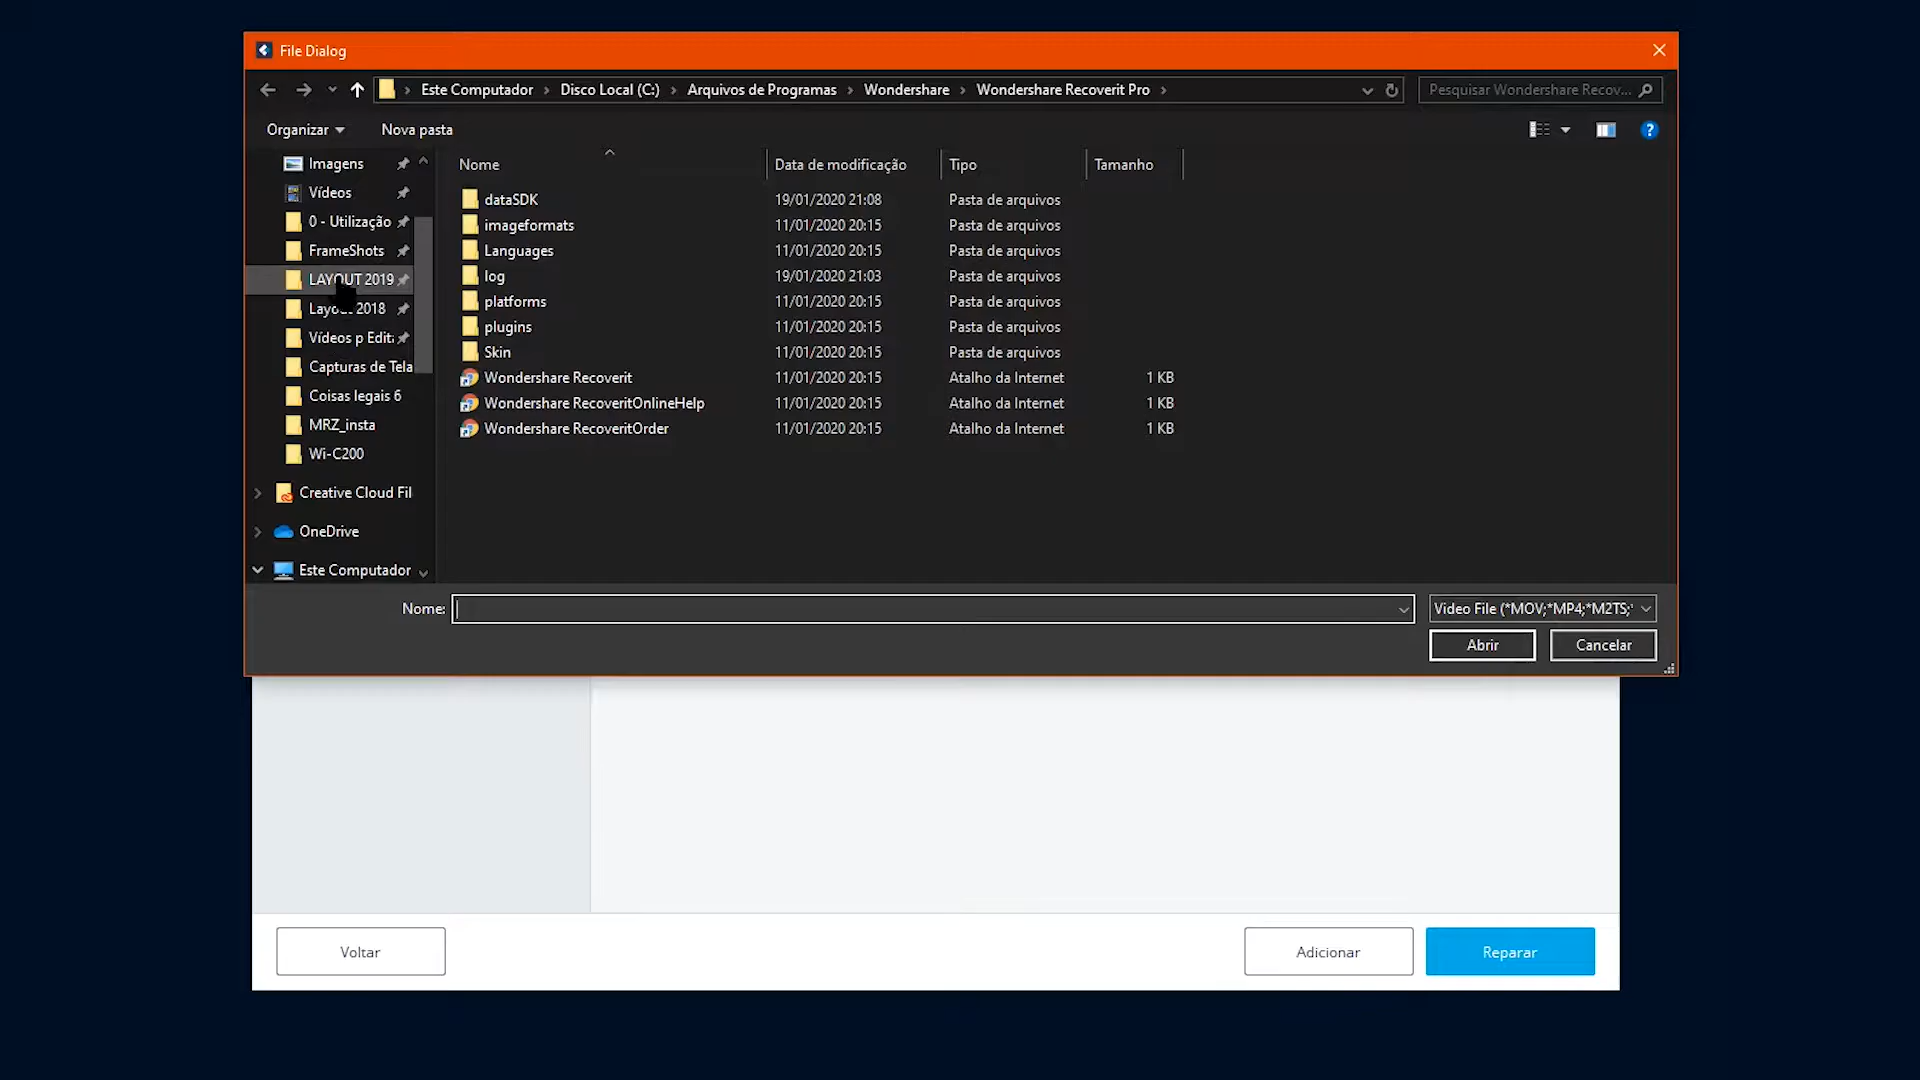 File Dialog
Este Computador › Disco Local (C:) › Arquivos de Programas › Wondershare › Wondershare Recoverit Pro ›
Pesquisar Wondershare Recov...
Organizar
Nova pasta
Imagens
Vídeos
0 - Utilização
FrameShots
LAYOUT 2019
Layout 2018
Vídeos p Edit
Capturas de Tela
Coisas legais 6
MRZ_insta
Wi-C200
Creative Cloud Fil
OneDrive
Este Computador
Nome Data de modificação Tipo Tamanho
dataSDK 19/01/2020 21:08 Pasta de arquivos
imageformats 11/01/2020 20:15 Pasta de arquivos
Languages 11/01/2020 20:15 Pasta de arquivos
log 19/01/2020 21:03 Pasta de arquivos
platforms 11/01/2020 20:15 Pasta de arquivos
plugins 11/01/2020 20:15 Pasta de arquivos
Skin 11/01/2020 20:15 Pasta de arquivos
Wondershare Recoverit 11/01/2020 20:15 Atalho da Internet 1 KB
Wondershare RecoveritOnlineHelp 11/01/2020 20:15 Atalho da Internet 1 KB
Wondershare RecoveritOrder 11/01/2020 20:15 Atalho da Internet 1 KB
Nome:
Video File (*MOV;*MP4;*M2TS;*
Abrir
Cancelar
Voltar
Adicionar
Reparar